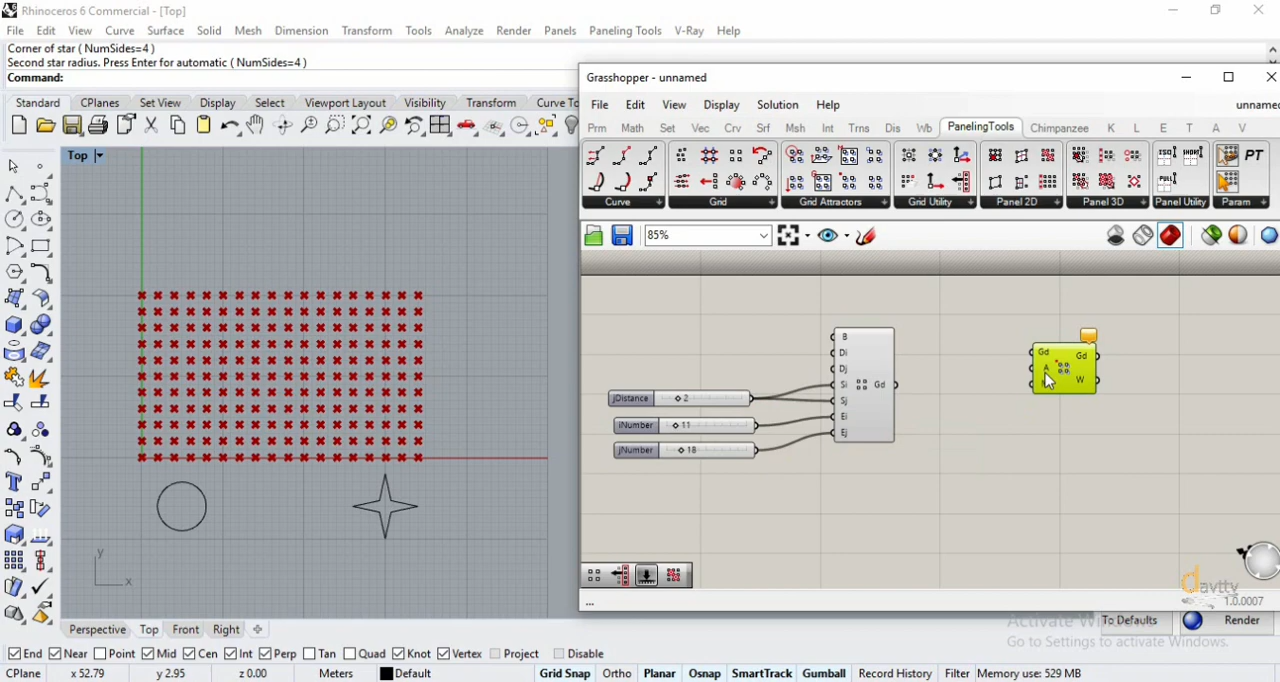 Rhinoceros 6 Commercial - [Top]
File Edit View Curve Surface Solid Mesh Dimension Transform Tools Analyze Render Panels Paneling Tools V-Ray Help
Corner of star ( NumSides=4 )
Second star radius. Press Enter for automatic ( NumSides=4 )
Command:
Standard CPlanes Set View Display Select Viewport Layout Visibility Transform Curve To
Top
Grasshopper - unnamed
File Edit View Display Solution Help unname
Prm Math Set Vec Crv Srf Msh Int Trns Dis Wb PanelingTools Chimpanzee K L E T A V
ISO SHORT PT
PULL
Curve Grid Grid Attractors Grid Utility Panel 2D Panel 3D Panel Utility Param
85%
B
Di
Dj
Si Gd
Sj
Ei
Ej
jDistance 2
iNumber 11
jNumber 18
Gd Gd
A
W
y
x
...
davttv
1.0.0007
Activate Windows
Go to Settings to activate Windows.
To Defaults Render
Perspective Top Front Right
End Near Point Mid Cen Int Perp Tan Quad Knot Vertex Project Disable
CPlane x 52.79 y 2.95 z 0.00 Meters Default Grid Snap Ortho Planar Osnap SmartTrack Gumball Record History Filter Memory use: 529 MB